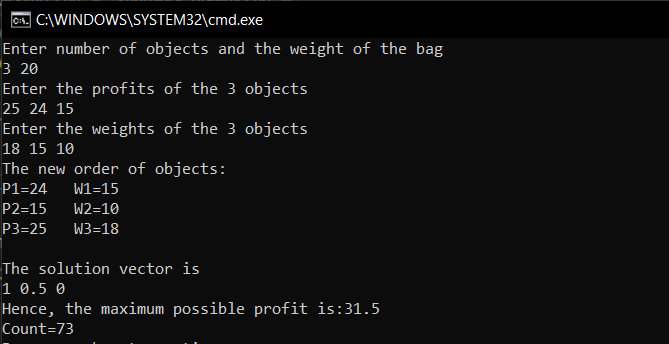 C:\WINDOWS\SYSTEM32\cmd.exe
Enter number of objects and the weight of the bag
3 20
Enter the profits of the 3 objects
25 24 15
Enter the weights of the 3 objects
18 15 10
The new order of objects:
P1=24   W1=15
P2=15   W2=10
P3=25   W3=18
The solution vector is
1 0.5 0
Hence, the maximum possible profit is:31.5
Count=73